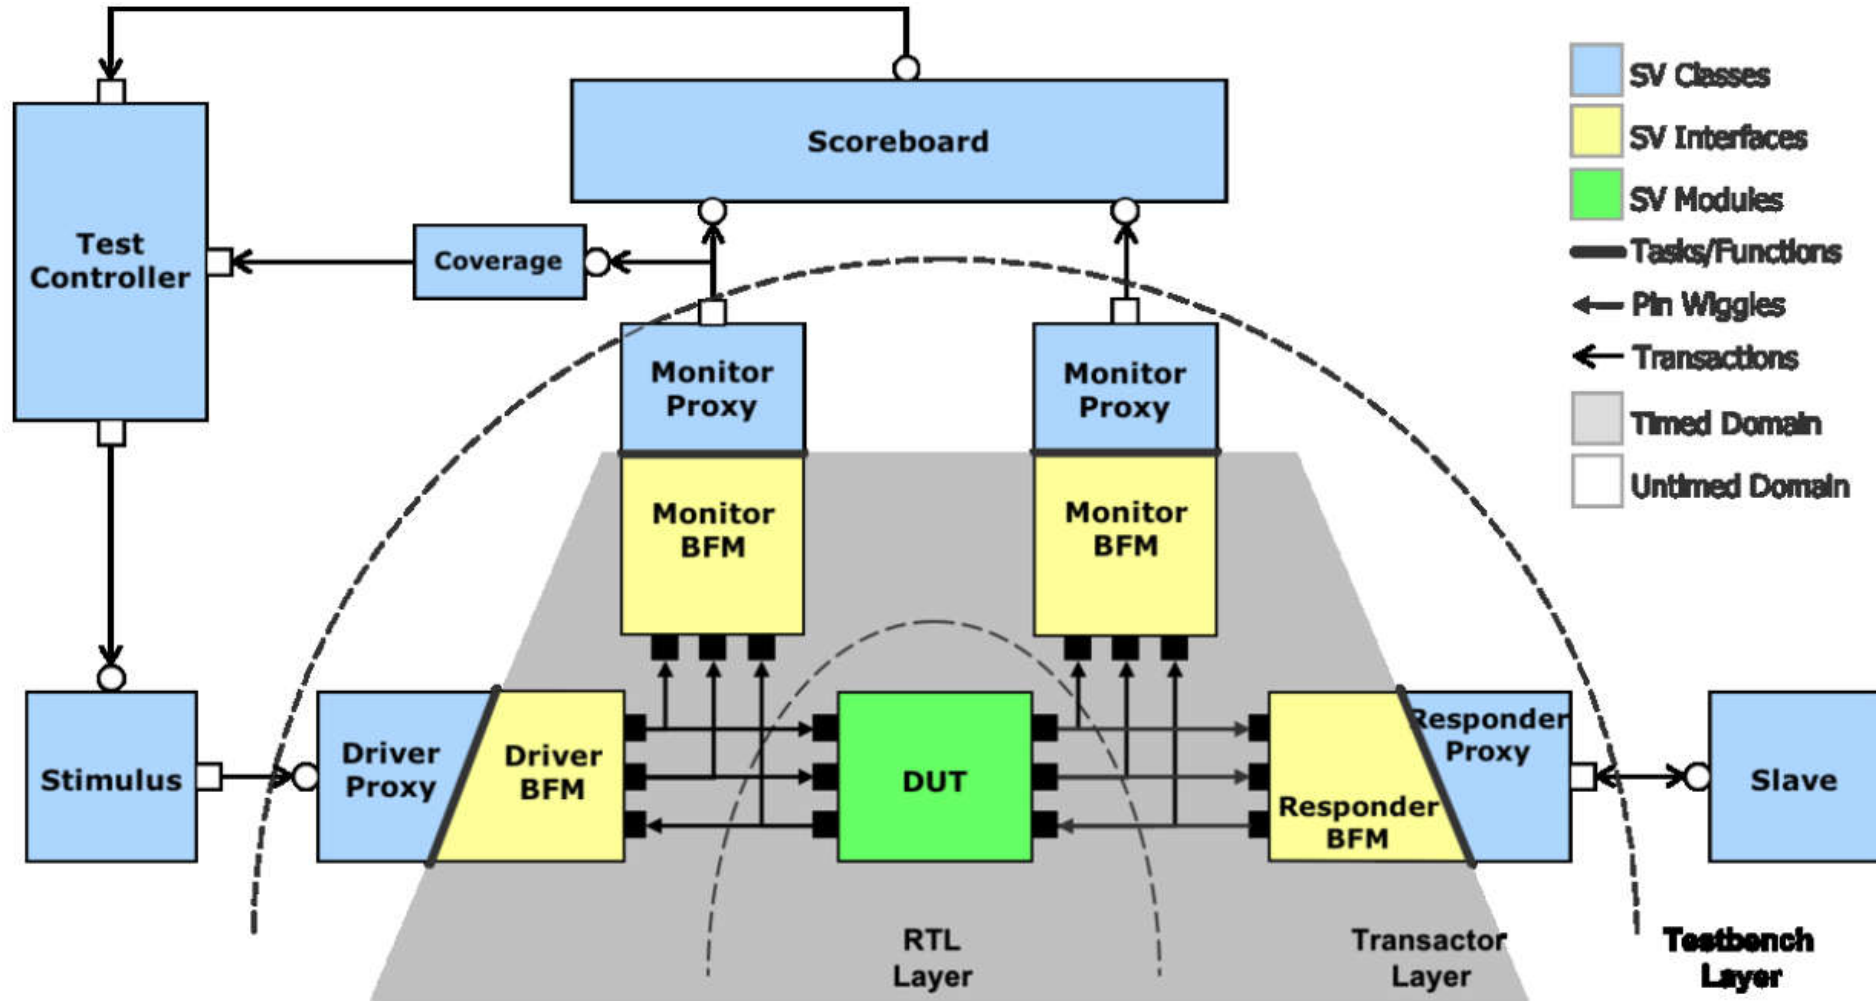 Scoreboard
SV Classes
SV Interfaces
SV Modules
Tasks/Functions
Pin Wiggles
Transactions
Timed Domain
Untimed Domain
Test
Controller
Coverage
Monitor
Proxy
Monitor
Proxy
Monitor
BFM
Monitor
BFM
Stimulus
Driver
Proxy
Driver
BFM
DUT
Responder
BFM
Responder
Proxy
Slave
RTL
Layer
Transactor
Layer
Testbench
Layer